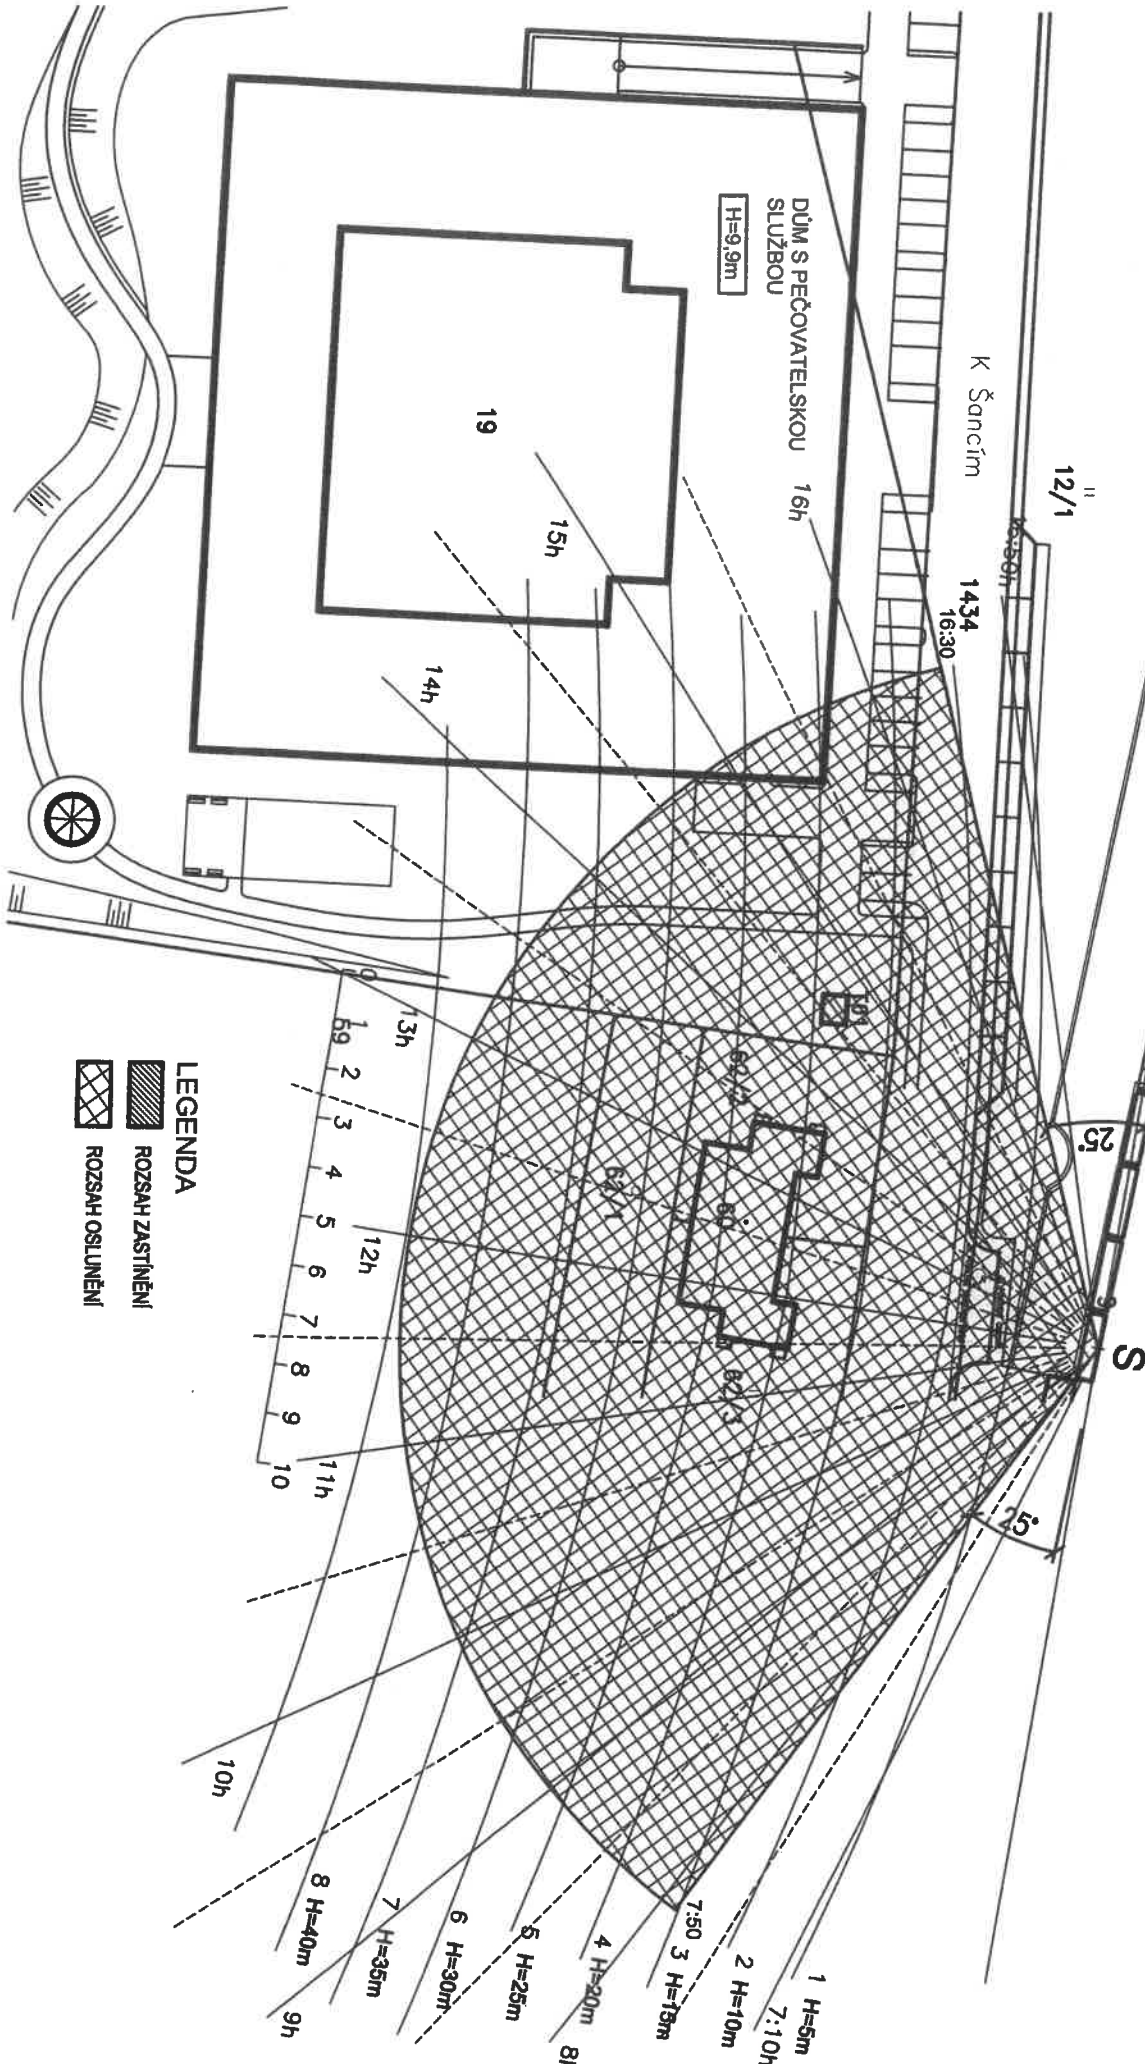 DŮM S PEČOVATELSKOU
SLUŽBOU
H=9,9m
19
K Šancím
12/1
1434
16:30
16h
15h
14h
13h
12h
11h
10h
9h
7:50
7:10h
25°
25°
S
62/2
62/1
60
62/3
59
0
1
2
3
4
5
6
7
8
9
10
1 H=5m
2 H=10m
3 H=15m
4 H=20m
5 H=25m
6 H=30m
7 H=35m
8 H=40m
LEGENDA
ROZSAH ZASTÍNĚNÍ
ROZSAH OSLUNĚNÍ